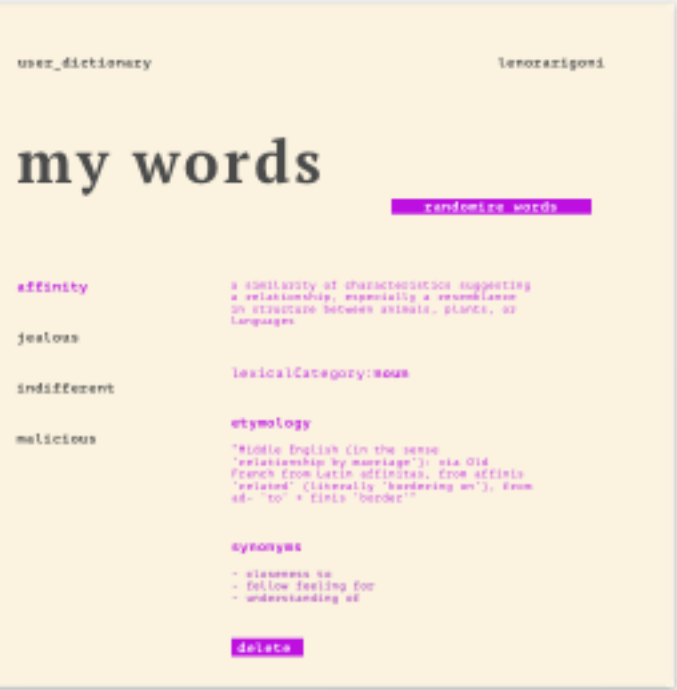 user_dictionary
lenorarigoni
my words
randomize words
affinity
a similarity of characteristics suggesting
a relationship, especially a resemblance
in structure between animals, plants, or
languages
jealous
indifferent
malicious
lexicalCategory:noun
etymology
"Middle English (in the sense
'relationship by marriage'): via Old
French from Latin affinitas, from affinis
'related' (literally 'bordering on'), from
ad- 'to' + finis 'border'"
synonyms
- closeness to
- fellow feeling for
- understanding of
delete